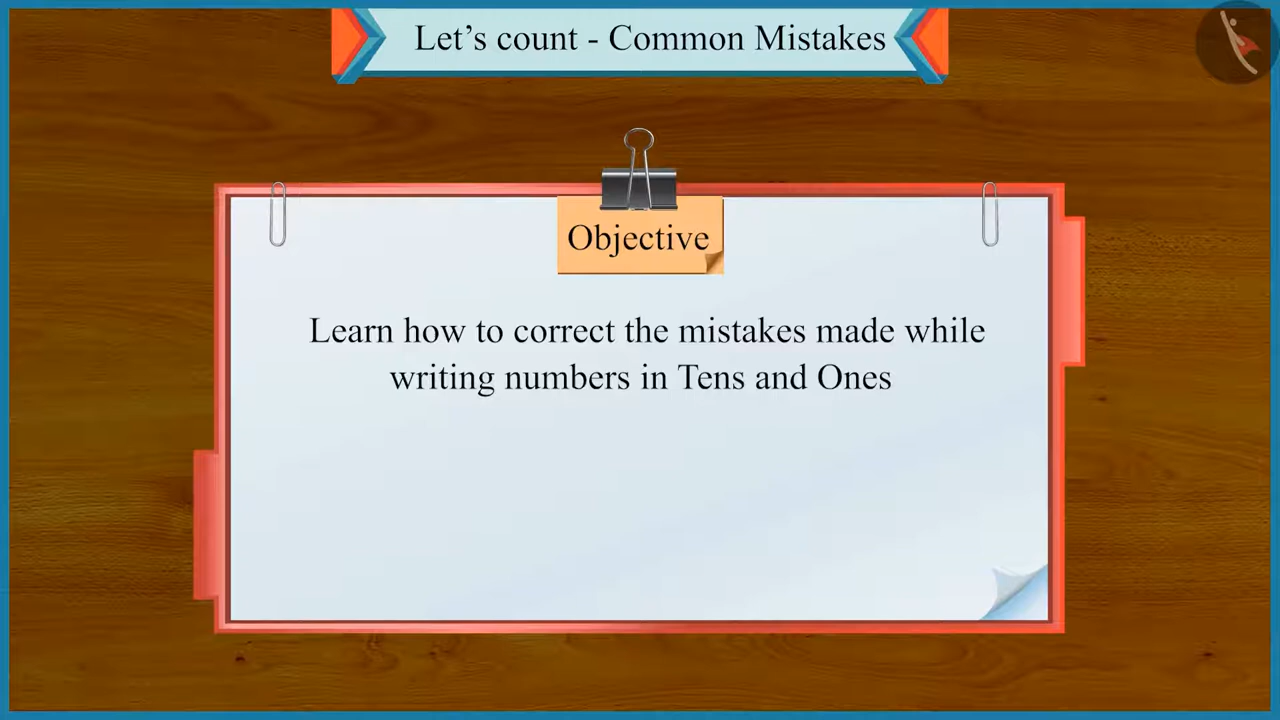 Let’s count - Common Mistakes
Objective
Learn how to correct the mistakes made while
writing numbers in Tens and Ones